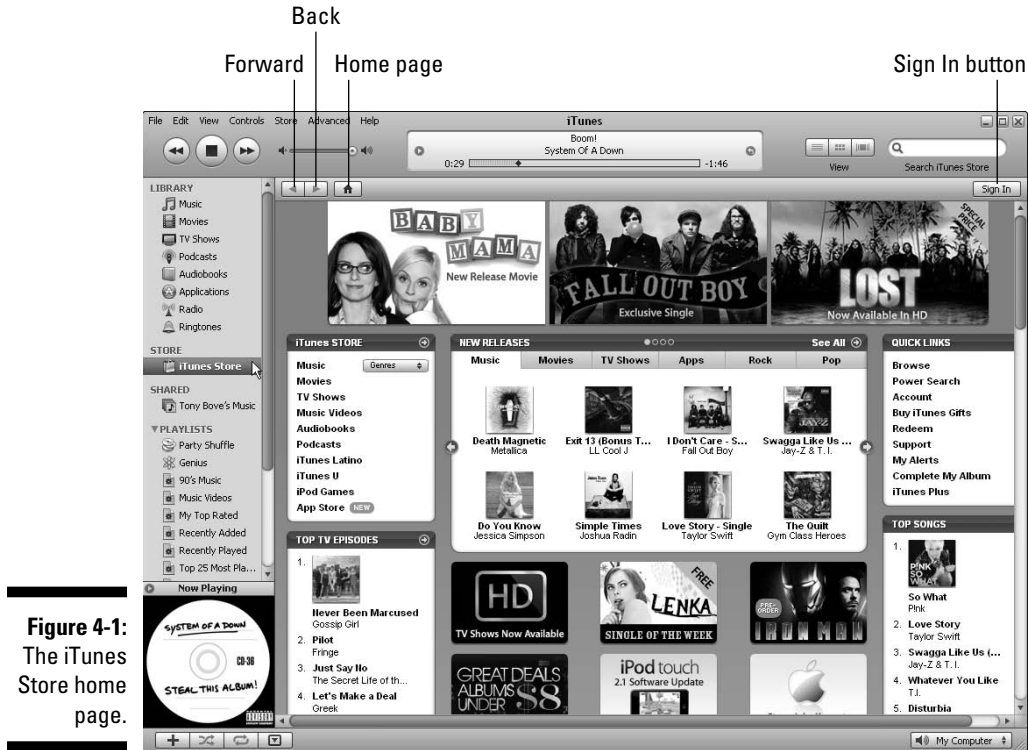 Back
Forward
Home page
Sign In button
File Edit View Controls Store Advanced Help
iTunes
Boom!
System Of A Down
0:29
-1:46
View
Search iTunes Store
Sign In
LIBRARY
Music
Movies
TV Shows
Podcasts
Audiobooks
Applications
Radio
Ringtones
STORE
iTunes Store
SHARED
Tony Bove's Music
PLAYLISTS
Party Shuffle
Genius
90's Music
Music Videos
My Top Rated
Recently Added
Recently Played
Top 25 Most Pla...
Now Playing
SYSTEM OF A DOWN
CD-36
STEAL THIS ALBUM!
BABY
MAMA
New Release Movie
FALL OUT BOY
Exclusive Single
SPECIAL
PRICE
LOST
Now Available In HD
iTunes STORE
Music Genres
Movies
TV Shows
Music Videos
Audiobooks
Podcasts
iTunes Latino
iTunes U
iPod Games
App Store NEW
TOP TV EPISODES
1.
Never Been Marcused
Gossip Girl
2. Pilot
Fringe
3. Just Say No
The Secret Life of th...
4. Let's Make a Deal
Greek
NEW RELEASES See All
Music Movies TV Shows Apps Rock Pop
Death Magnetic
Metallica
Exit 13 (Bonus T...
LL Cool J
I Don't Care - S...
Fall Out Boy
Swagga Like Us ...
Jay-Z & T. I.
Do You Know
Jessica Simpson
Simple Times
Joshua Radin
Love Story - Single
Taylor Swift
The Quilt
Gym Class Heroes
HD
TV Shows Now Available
FREE
LENKA
SINGLE OF THE WEEK
PRE-
ORDER
IRON MAN
GREAT DEALS
ALBUMS
UNDER $8
iPod touch
2.1 Software Update
QUICK LINKS
Browse
Power Search
Account
Buy iTunes Gifts
Redeem
Support
My Alerts
Complete My Album
iTunes Plus
TOP SONGS
1.
P!NK
SO
WHAT
So What
P!nk
2. Love Story
Taylor Swift
3. Swagga Like Us (...
Jay-Z & T. I.
4. Whatever You Like
T.I.
5. Disturbia
My Computer
Figure 4-1:
The iTunes
Store home
page.